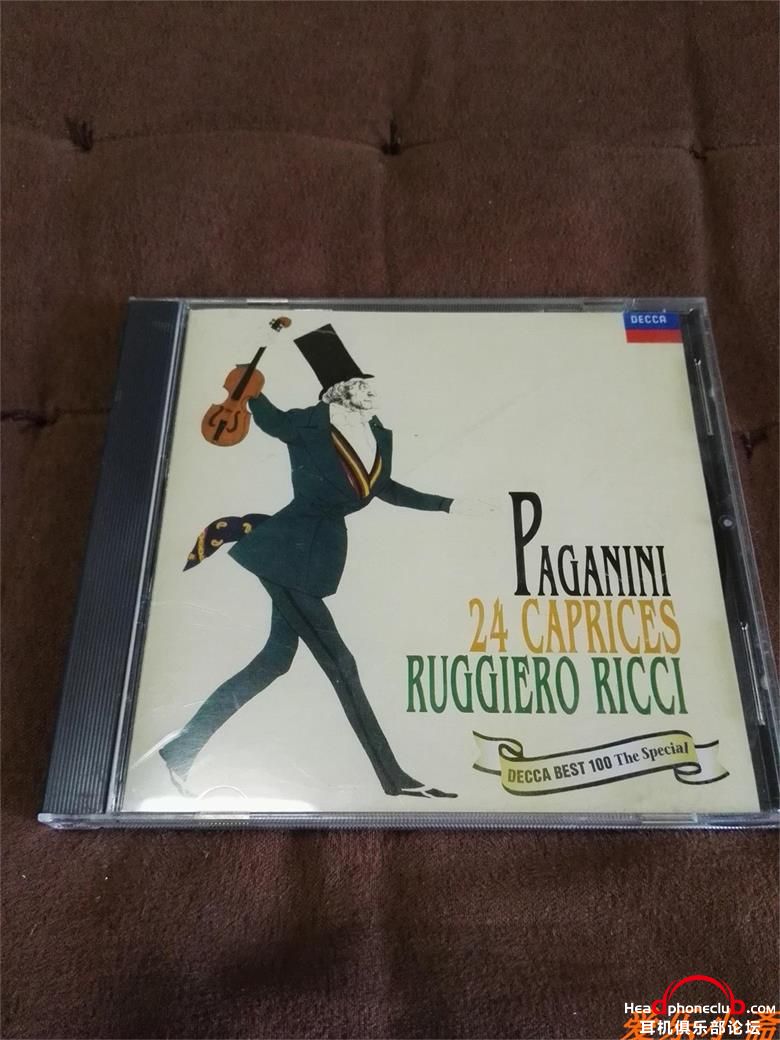 DECCA
PAGANINI
24 CAPRICES
RUGGIERO RICCI
DECCA BEST 100 The Special
Headphoneclub.com
耳机俱乐部论坛